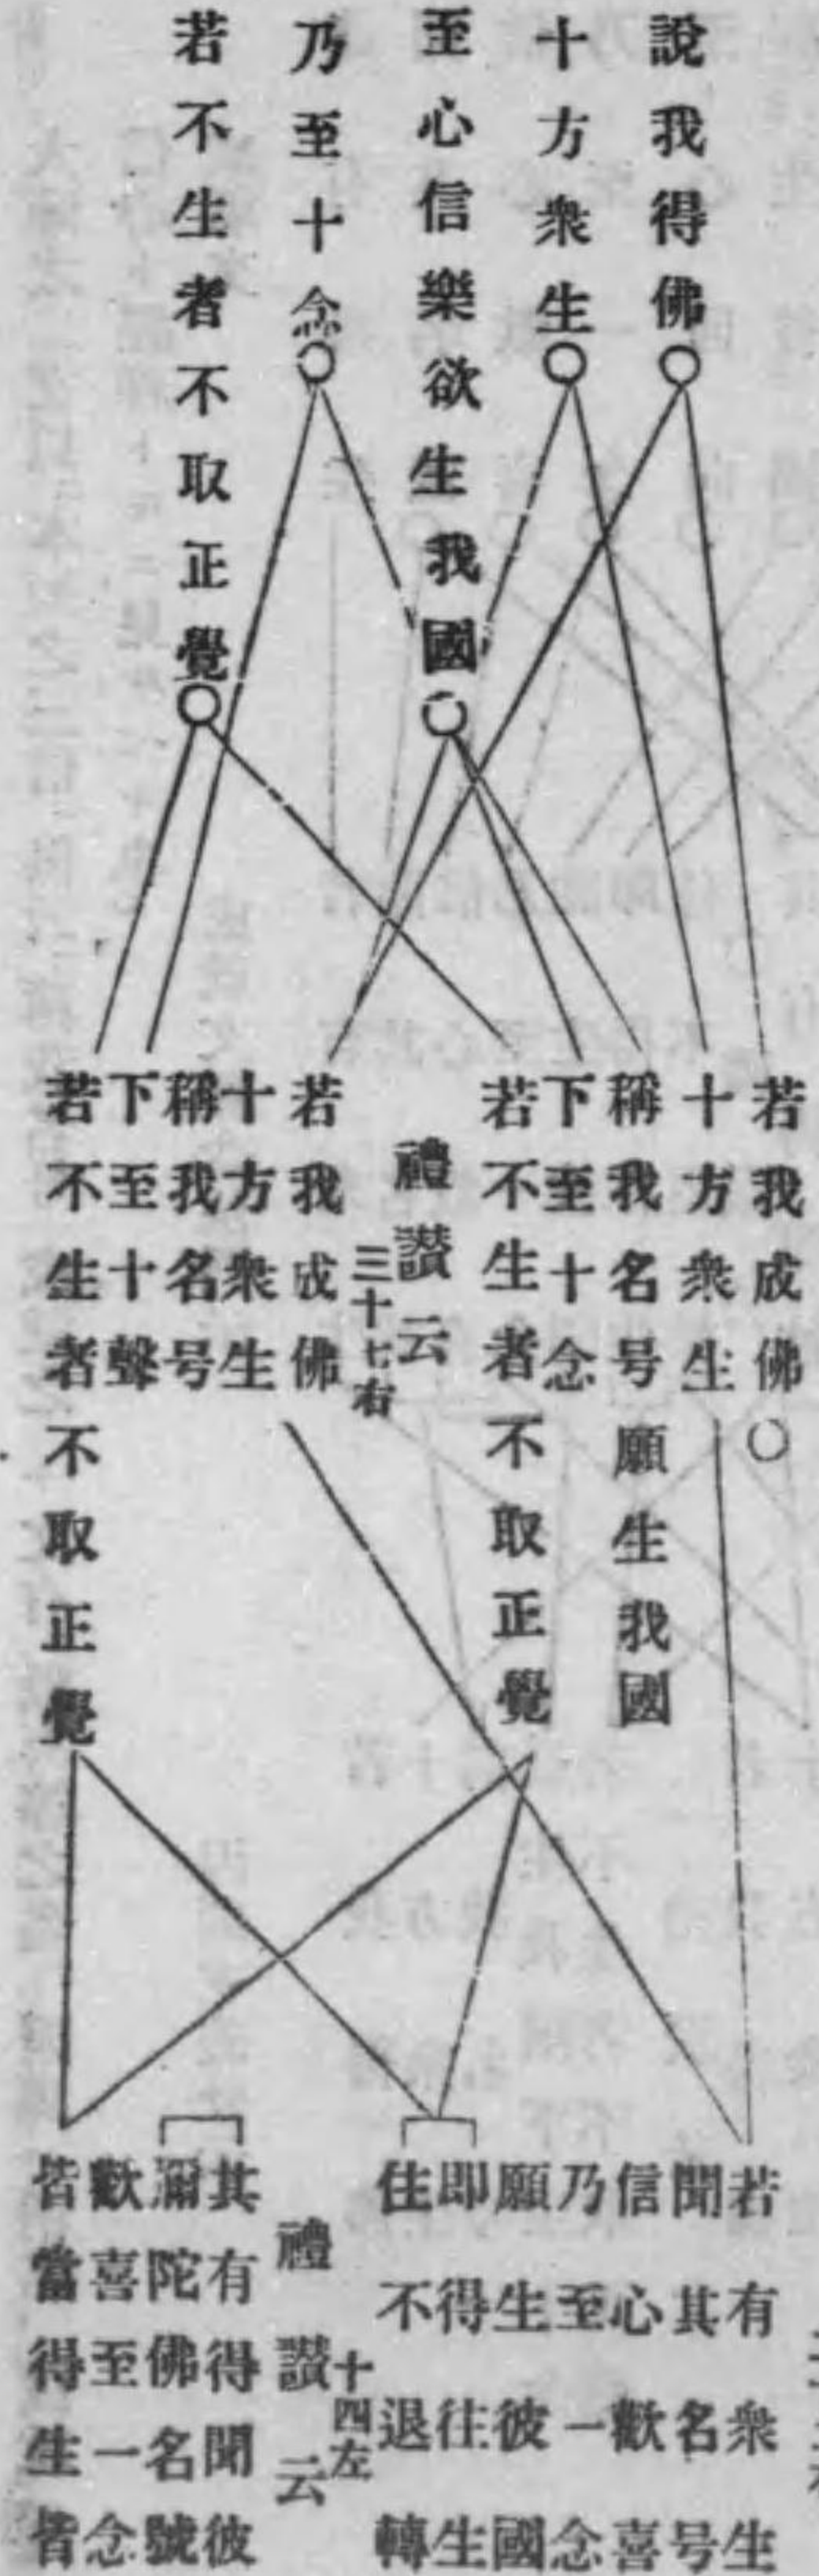 說我得佛
十方衆生
至心信樂欲生我國
乃至十念
若不生者不取正覺
若我成佛
十方衆生
稱我名号願生我國
下至十念
若不生者不取正覺
禮讃云
三十七右
若我成佛
十方衆生
稱我名号
下至十聲
若不生者不取正覺
若有衆生
聞其名号
信心歡喜
乃至一念
願生彼國
即得往生
住不退轉
禮讃云
十四左
其有得聞彼
彌陀佛名號
歡喜至一念
皆當得生